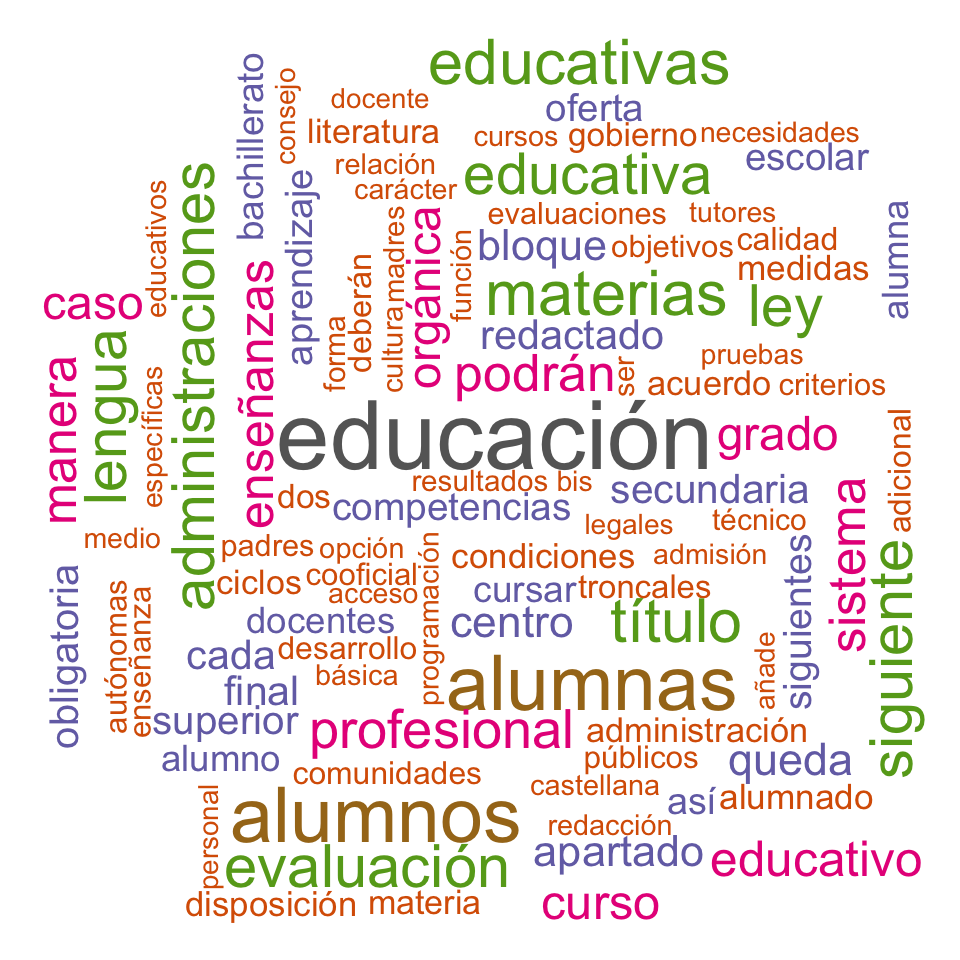 educativas
oferta
docente
literatura
cursos
gobierno
necesidades
escolar
relación
educativa
carácter
bachillerato
consejo
administraciones
educativos
aprendizaje
madres
cultura
orgánica
función
evaluaciones
tutores
alumna
bloque
objetivos
calidad
medidas
caso
enseñanzas
deberán
forma
materias
ley
redactado
pruebas
manera
lengua
específicas
podrán
ser
acuerdo
criterios
educación
grado
adicional
resultados
bis
secundaria
dos
competencias
legales
técnico
sistema
medio
padres
opción
programación
condiciones
admisión
siguientes
siguiente
ciclos
cooficial
acceso
cursar
troncales
obligatoria
autónomas
enseñanza
docentes
centro
título
cada
desarrollo
básica
alumnas
añade
final
superior
profesional
administración
alumno
comunidades
públicos
queda
castellana
así
alumnado
personal
alumnos
redacción
evaluación
apartado
educativo
disposición
materia
curso